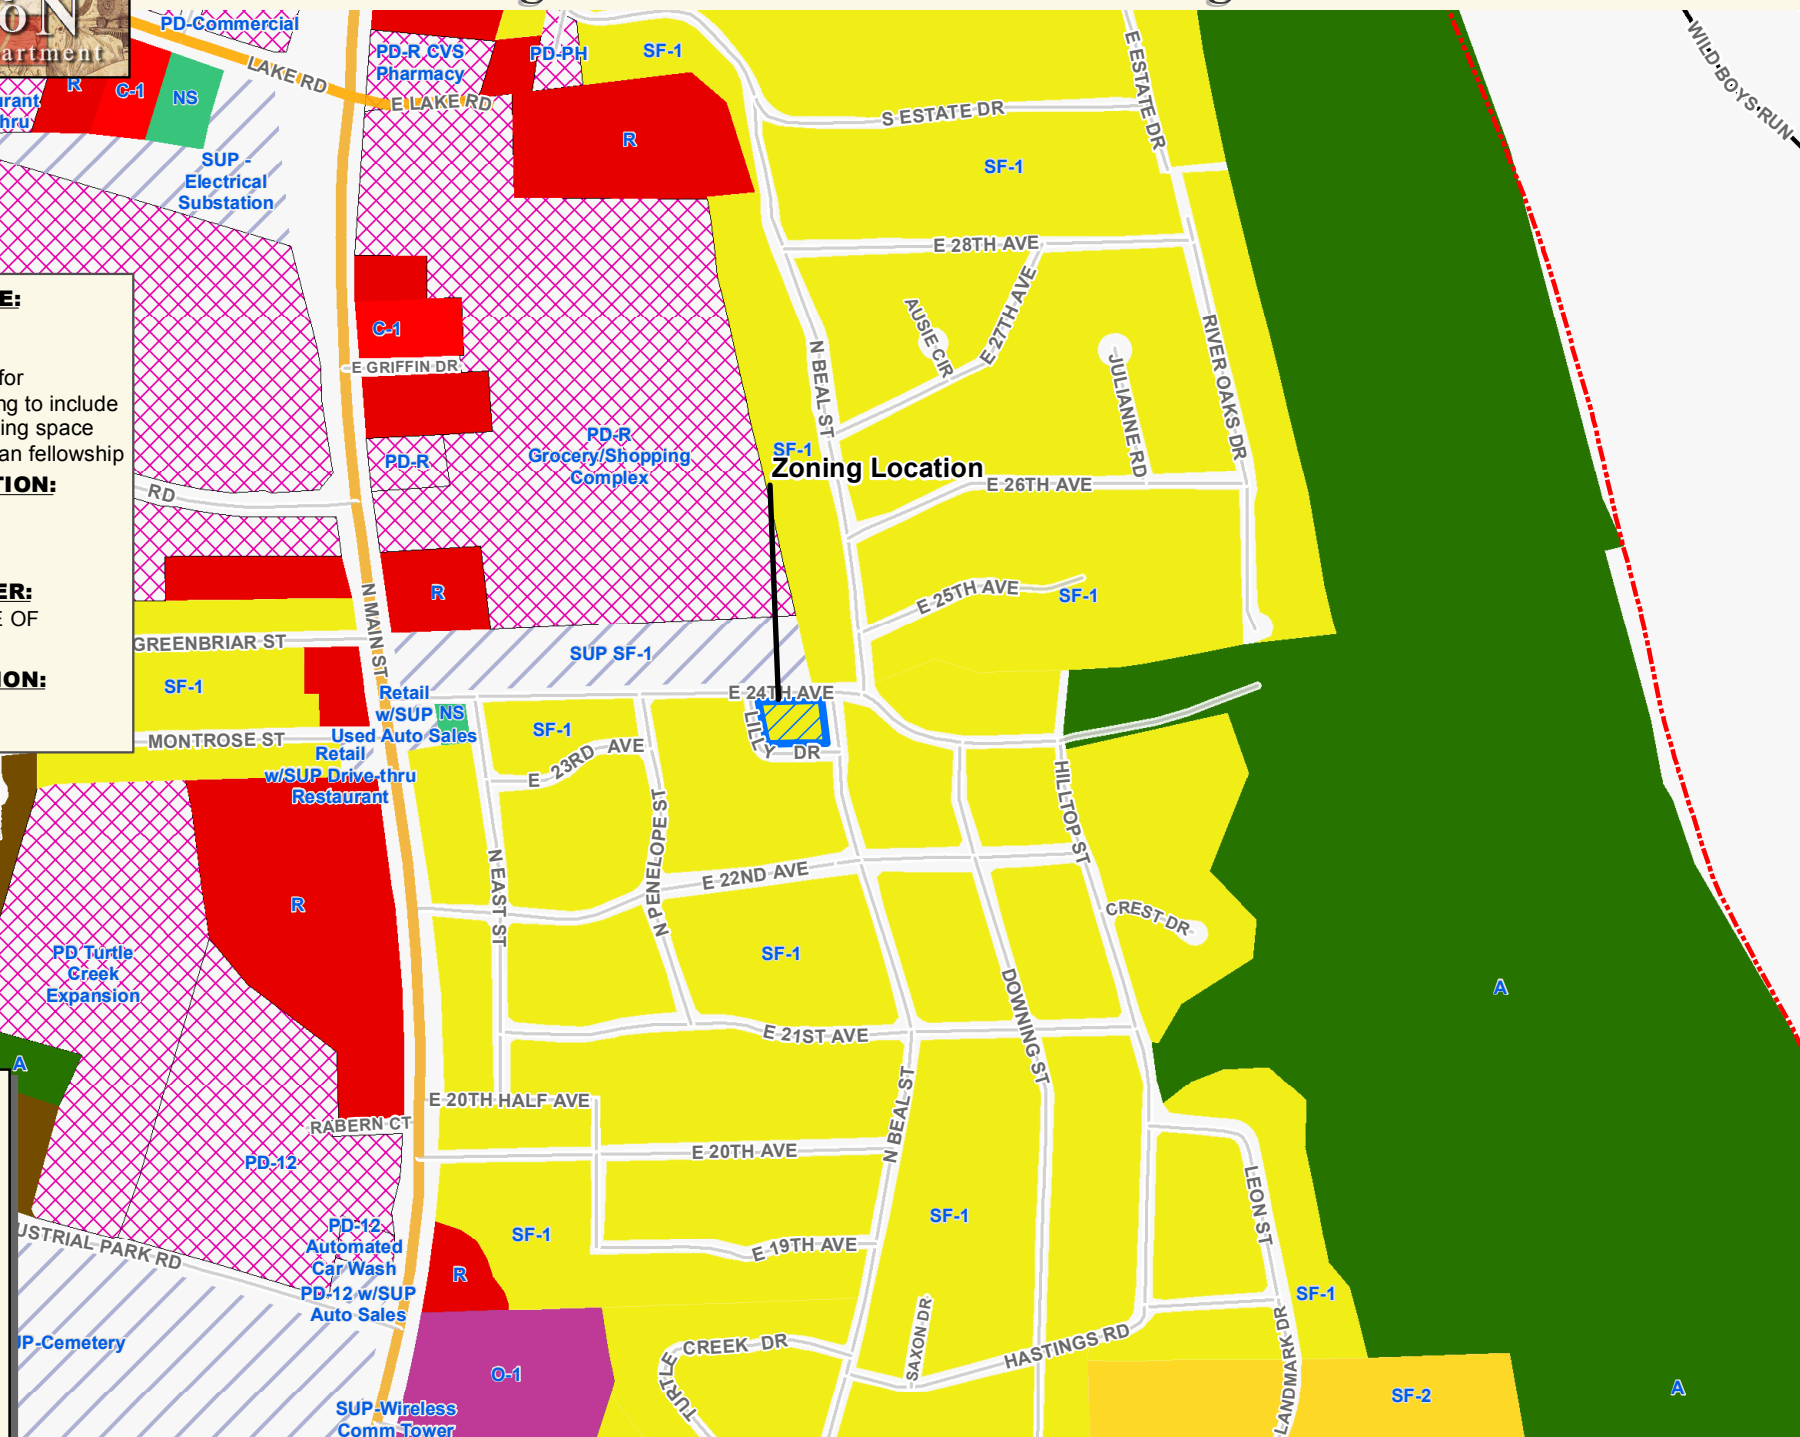 PD-Commercial
LAKE RD
R
C-1
NS
SUP -
Electrical
Substation
PD-R CVS
Pharmacy
PD-PH
E LAKE RD
SF-1
R
S ESTATE DR
E ESTATE DR
SF-1
WILD BOYS RUN
E 28TH AVE
AUSIE CIR
E 27TH AVE
JULIANNE RD
RIVER OAKS DR
N BEAL ST
C-1
E GRIFFIN DR
PD-R
PD-R
Grocery/Shopping
Complex
SF-1
Zoning Location
E 26TH AVE
E:
for
ng to include
ing space
an fellowship
TION:
ER:
E OF
ION:
RD
R
N MAIN ST
E 25TH AVE
SF-1
GREENBRIAR ST
SUP SF-1
SF-1
Retail
w/SUP
Used Auto Sales
NS
E 24TH AVE
LILLY DR
SF-1
MONTROSE ST
Retail
w/SUP Drive-thru
Restaurant
E 23RD AVE
HILLTOP ST
N PENELOPE ST
N EAST ST
E 22ND AVE
CREST DR
R
SF-1
PD Turtle
Creek
Expansion
DOWNING ST
A
E 21ST AVE
A
E 20TH HALF AVE
RABERN CT
N BEAL ST
E 20TH AVE
PD-12
LEON ST
SF-1
SF-1
E 19TH AVE
USTRIAL PARK RD
PD-12
Automated
Car Wash
R
PD-12 w/SUP
Auto Sales
SF-1
SAXON DR
HASTINGS RD
LANDMARK DR
TURTLE CREEK DR
UP-Cemetery
O-1
SF-2
A
SUP-Wireless
Comm Tower